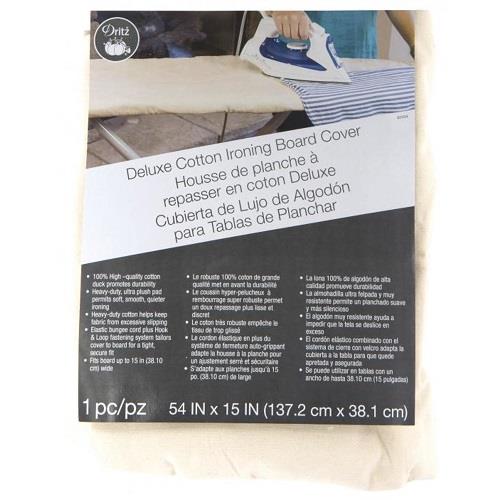 Dritz
Deluxe Cotton Ironing Board Cover
Housse de planche à
repasser en coton Deluxe
Cubierta de Lujo de Algodón
para Tablas de Planchar
• 100% High –quality cotton
duck promotes durability
• Heavy-duty, ultra plush pad
permits soft, smooth, quieter
ironing
• Heavy-duty cotton helps keep
fabric from excessive slipping
• Elastic bungee cord plus Hook
& Loop fastening system tailors
cover to board for a tight,
secure fit
• Fits board up to 15 in (38.10
cm) wide
• Le robuste 100% coton de grande
qualité met en avant la durabilité
• Le coussin hyper-pelucheux à
rembourrage super robuste permet
un doux repassage plus lisse et
discret
• Le coton très robuste empêche le
tissu de trop glisser
• Le cordon élastique en plus du
système de fermeture auto-grippant
adapte la housse à la planche pour
un ajustement serré et sécuritaire
• S'adapte aux planches jusqu'à 15
po. (38.10 cm) de large
• La lona 100% de algodón de alta
calidad promueve durabilidad
• La almohadilla ultra felpada y muy
resistente permite un planchado suave
y más silencioso
• El algodón muy resistente ayuda a
impedir que la tela se deslice en
exceso
• El cordón elástico combinado con el
sistema de cierre con velcro adapta la
cubierta a la tabla para que quede
apretada y asegurada
• Se puede utilizar en tablas con un
ancho de hasta 38.10 cm (15 pulgadas)
1 pc/pz
54 IN x 15 IN (137.2 cm x 38.1 cm)